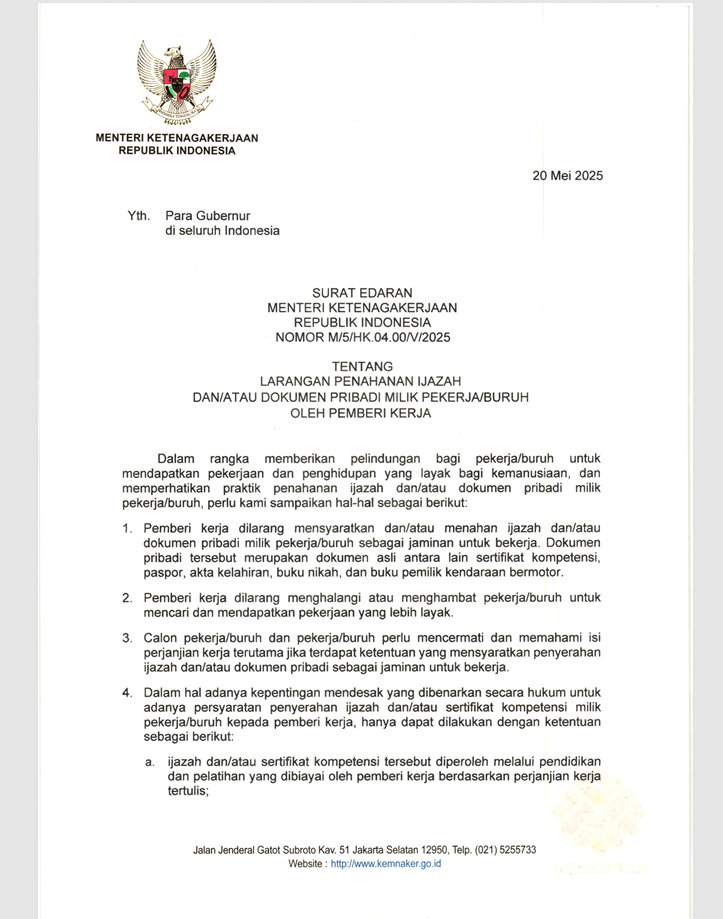 MENTERI KETENAGAKERJAAN
REPUBLIK INDONESIA
20 Mei 2025
Yth. Para Gubernur
di seluruh Indonesia
SURAT EDARAN
MENTERI KETENAGAKERJAAN
REPUBLIK INDONESIA
NOMOR M/5/HK.04.00/V/2025
TENTANG
LARANGAN PENAHANAN IJAZAH
DAN/ATAU DOKUMEN PRIBADI MILIK PEKERJA/BURUH
OLEH PEMBERI KERJA
Dalam rangka memberikan pelindungan bagi pekerja/buruh untuk
mendapatkan pekerjaan dan penghidupan yang layak bagi kemanusiaan, dan
memperhatikan praktik penahanan ijazah dan/atau dokumen pribadi milik
pekerja/buruh, perlu kami sampaikan hal-hal sebagai berikut:
1. Pemberi kerja dilarang mensyaratkan dan/atau menahan ijazah dan/atau
dokumen pribadi milik pekerja/buruh sebagai jaminan untuk bekerja. Dokumen
pribadi tersebut merupakan dokumen asli antara lain sertifikat kompetensi,
paspor, akta kelahiran, buku nikah, dan buku pemilik kendaraan bermotor.
2. Pemberi kerja dilarang menghalangi atau menghambat pekerja/buruh untuk
mencari dan mendapatkan pekerjaan yang lebih layak.
3. Calon pekerja/buruh dan pekerja/buruh perlu mencermati dan memahami isi
perjanjian kerja terutama jika terdapat ketentuan yang mensyaratkan penyerahan
ijazah dan/atau dokumen pribadi sebagai jaminan untuk bekerja.
4. Dalam hal adanya kepentingan mendesak yang dibenarkan secara hukum untuk
adanya persyaratan penyerahan ijazah dan/atau sertifikat kompetensi milik
pekerja/buruh kepada pemberi kerja, hanya dapat dilakukan dengan ketentuan
sebagai berikut:
a. ijazah dan/atau sertifikat kompetensi tersebut diperoleh melalui pendidikan
dan pelatihan yang dibiayai oleh pemberi kerja berdasarkan perjanjian kerja
tertulis;
Jalan Jenderal Gatot Subroto Kav. 51 Jakarta Selatan 12950, Telp. (021) 5255733
Website : http://www.kemnaker.go.id